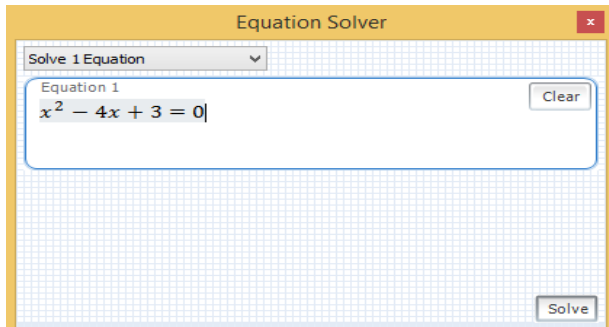 Equation Solver
x
Solve 1 Equation
Equation 1
Clear
x² − 4x + 3 = 0
Solve